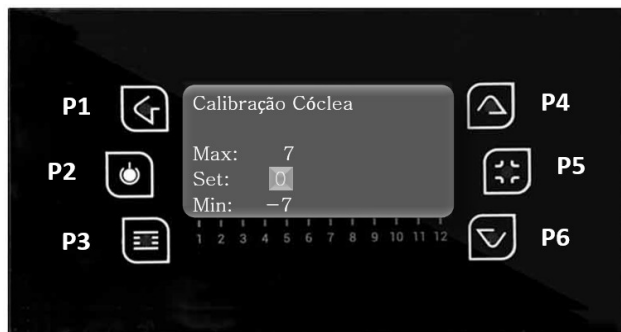 P1
P2
P3
Calibração Cóclea
Max: 7
Set: 0
Min: −7
1 2 3 4 5 6 7 8 9 10 11 12
P4
P5
P6